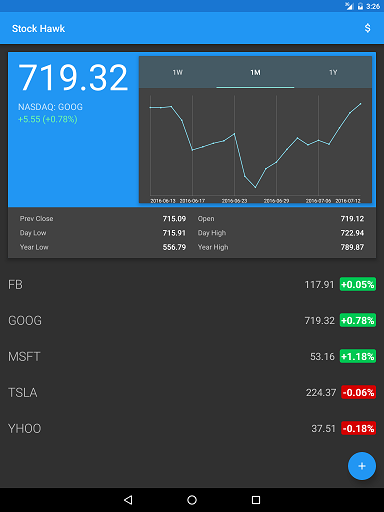 3:26
Stock Hawk
$
719.32
NASDAQ: GOOG
+5.55 (+0.78%)
1W 1M 1Y
2016-06-13 2016-06-17 2016-06-23 2016-06-29 2016-07-06 2016-07-12
Prev Close 715.09 Open 719.12
Day Low 715.91 Day High 722.94
Year Low 556.79 Year High 789.87
FB 117.91 +0.05%
GOOG 719.32 +0.78%
MSFT 53.16 +1.18%
TSLA 224.37 -0.06%
YHOO 37.51 -0.18%
+